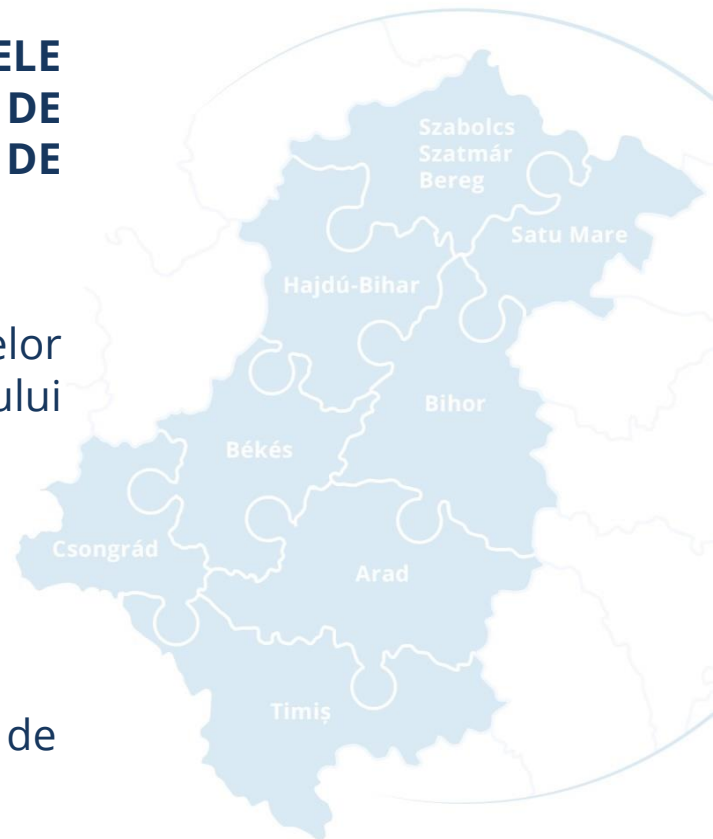 ELE
DE
DE
elor
ului
de
Szabolcs
Szatmár
Bereg
Satu Mare
Hajdú-Bihar
Bihor
Békés
Csongrád
Arad
Timiș